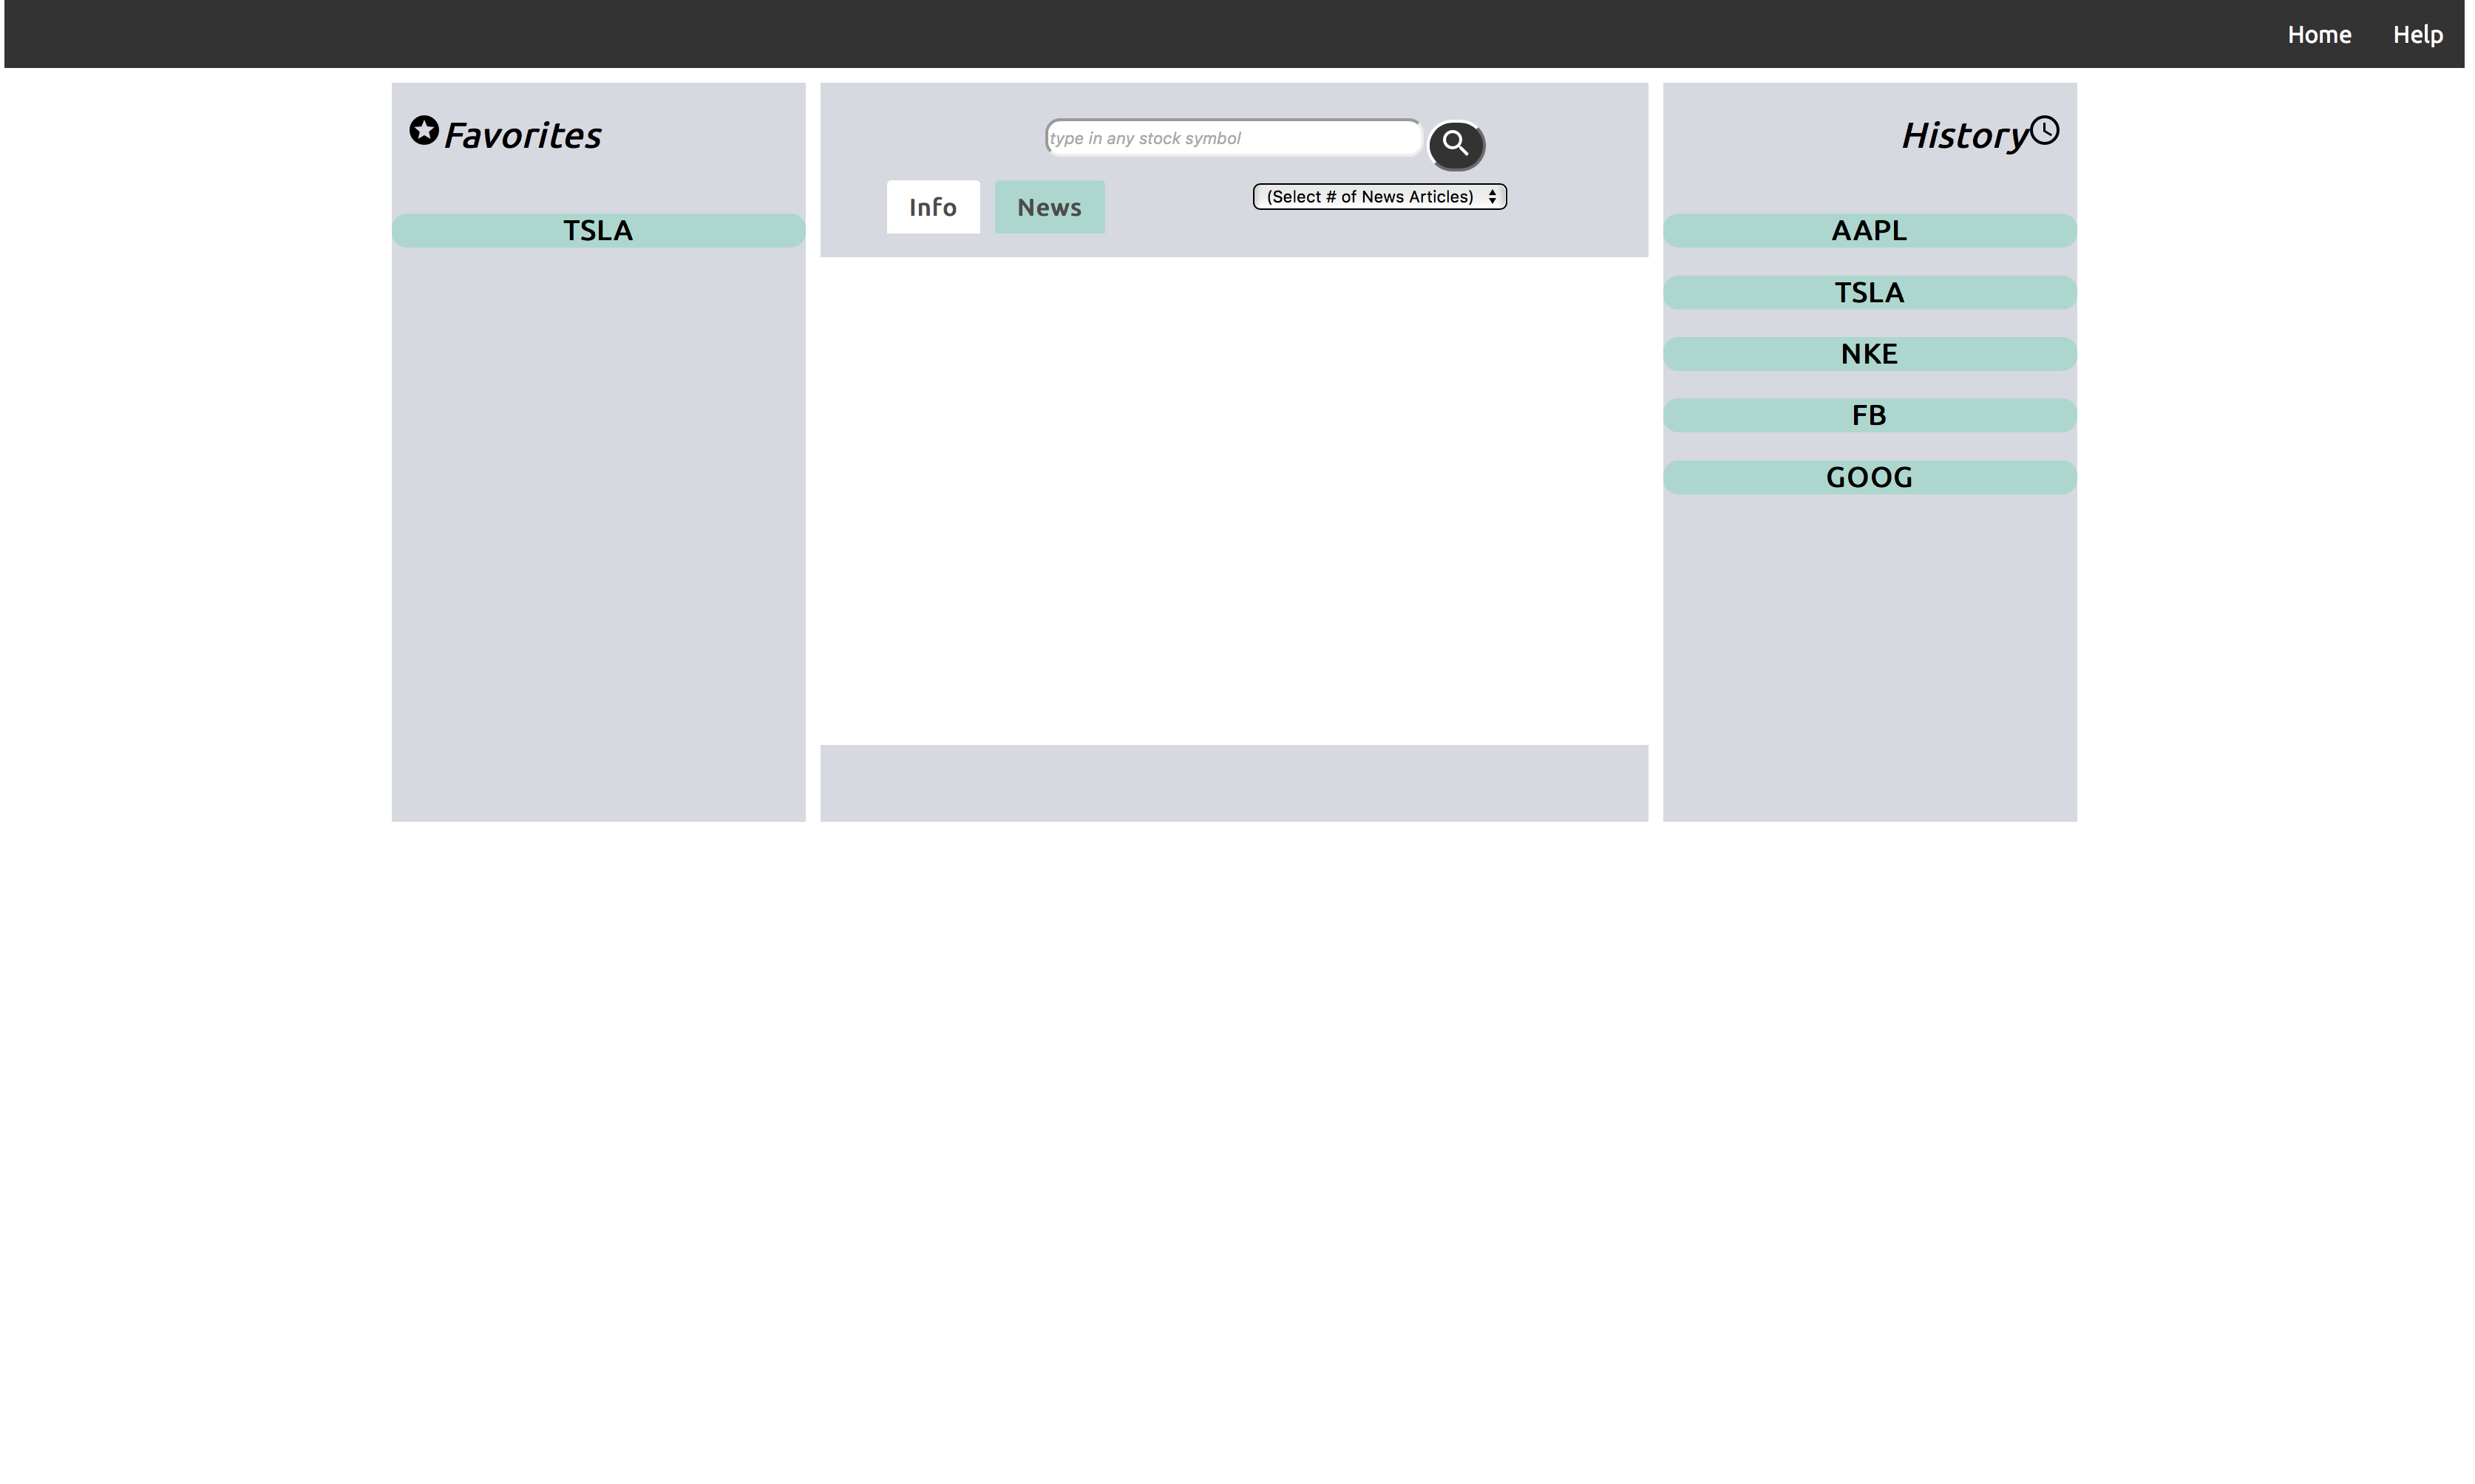 Home Help
Favorites
TSLA
type in any stock symbol
Info News (Select # of News Articles)
History
AAPL
TSLA
NKE
FB
GOOG